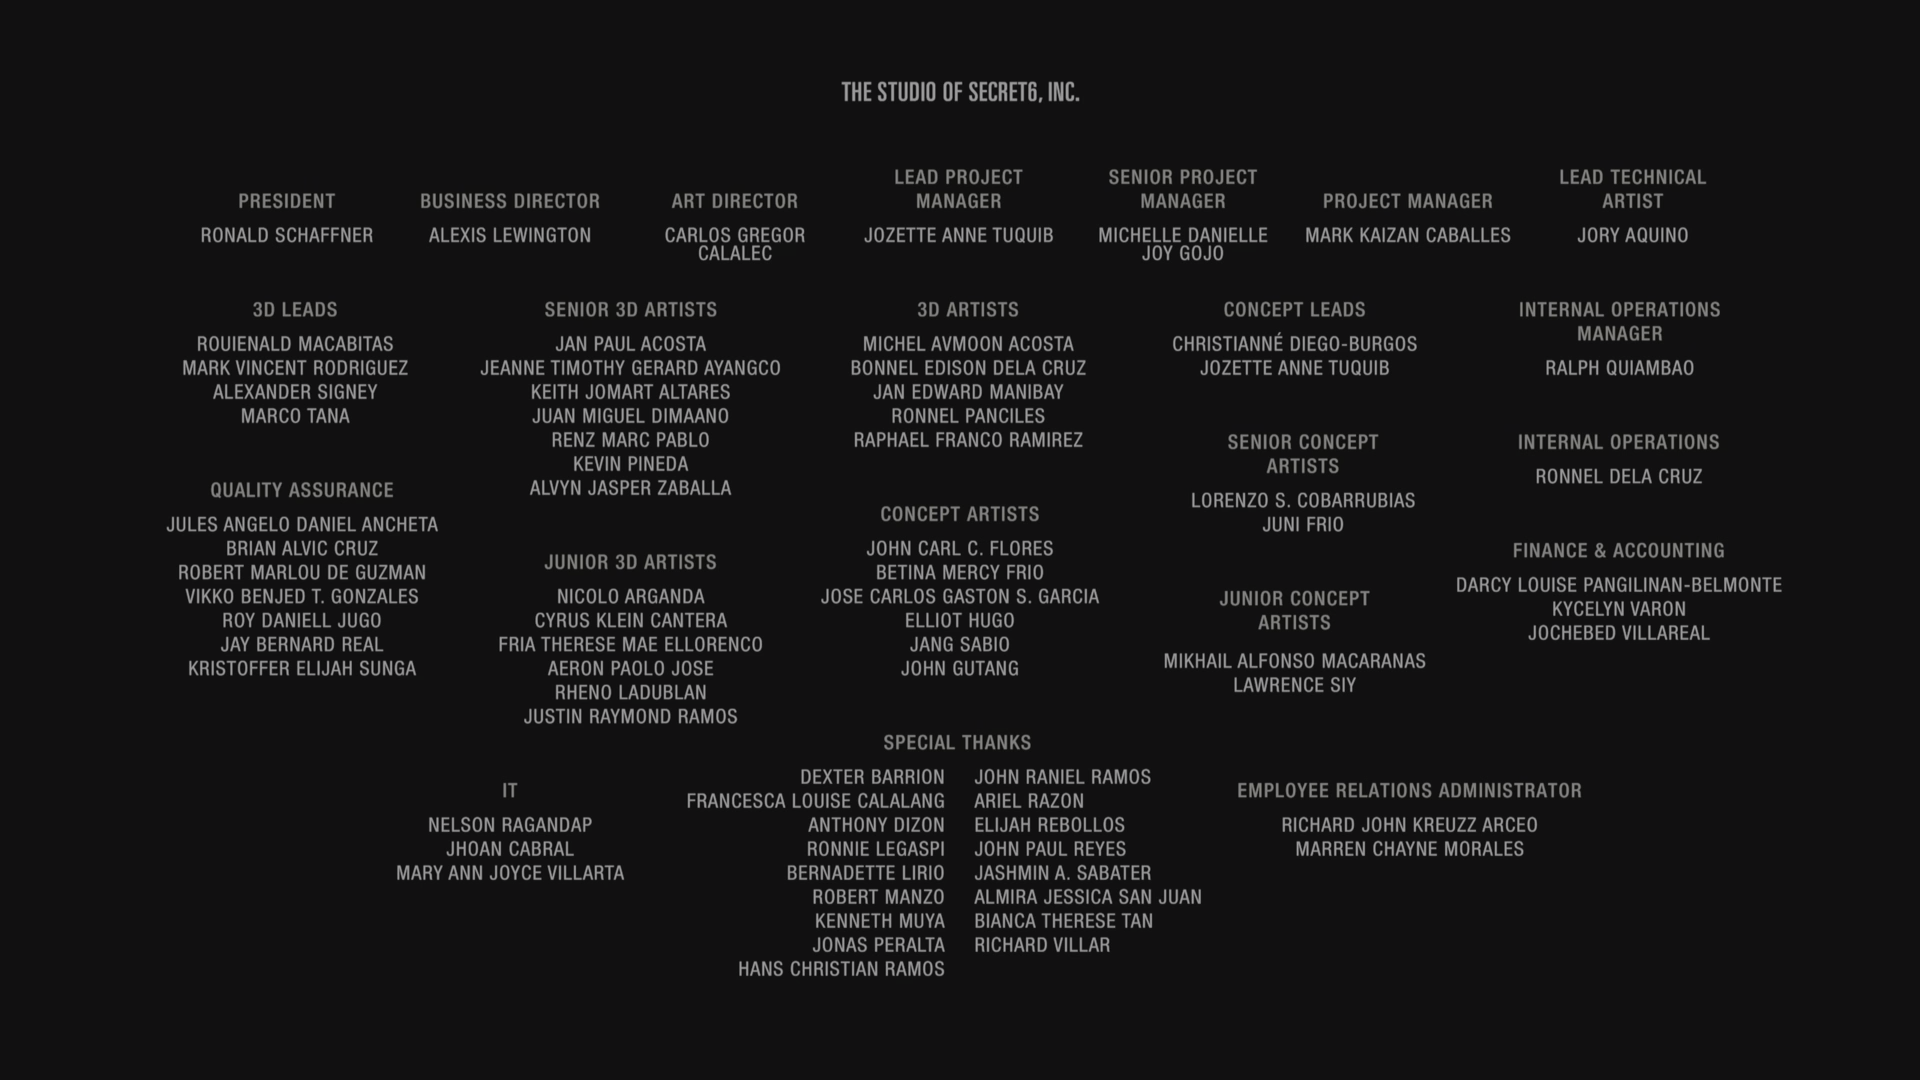 THE STUDIO OF SECRET6, INC.
PRESIDENT
RONALD SCHAFFNER
BUSINESS DIRECTOR
ALEXIS LEWINGTON
ART DIRECTOR
CARLOS GREGOR
CALALEC
LEAD PROJECT
MANAGER
JOZETTE ANNE TUQUIB
SENIOR PROJECT
MANAGER
MICHELLE DANIELLE
JOY GOJO
PROJECT MANAGER
MARK KAIZAN CABALLES
LEAD TECHNICAL
ARTIST
JORY AQUINO
3D LEADS
ROUIENALD MACABITAS
MARK VINCENT RODRIGUEZ
ALEXANDER SIGNEY
MARCO TANA
QUALITY ASSURANCE
JULES ANGELO DANIEL ANCHETA
BRIAN ALVIC CRUZ
ROBERT MARLOU DE GUZMAN
VIKKO BENJED T. GONZALES
ROY DANIELL JUGO
JAY BERNARD REAL
KRISTOFFER ELIJAH SUNGA
SENIOR 3D ARTISTS
JAN PAUL ACOSTA
JEANNE TIMOTHY GERARD AYANGCO
KEITH JOMART ALTARES
JUAN MIGUEL DIMAANO
RENZ MARC PABLO
KEVIN PINEDA
ALVYN JASPER ZABALLA
JUNIOR 3D ARTISTS
NICOLO ARGANDA
CYRUS KLEIN CANTERA
FRIA THERESE MAE ELLORENCO
AERON PAOLO JOSE
RHENO LADUBLAN
JUSTIN RAYMOND RAMOS
3D ARTISTS
MICHEL AVMOON ACOSTA
BONNEL EDISON DELA CRUZ
JAN EDWARD MANIBAY
RONNEL PANCILES
RAPHAEL FRANCO RAMIREZ
CONCEPT ARTISTS
JOHN CARL C. FLORES
BETINA MERCY FRIO
JOSE CARLOS GASTON S. GARCIA
ELLIOT HUGO
JANG SABIO
JOHN GUTANG
CONCEPT LEADS
CHRISTIANNÉ DIEGO-BURGOS
JOZETTE ANNE TUQUIB
SENIOR CONCEPT
ARTISTS
LORENZO S. COBARRUBIAS
JUNI FRIO
JUNIOR CONCEPT
ARTISTS
MIKHAIL ALFONSO MACARANAS
LAWRENCE SIY
INTERNAL OPERATIONS
MANAGER
RALPH QUIAMBAO
INTERNAL OPERATIONS
RONNEL DELA CRUZ
FINANCE & ACCOUNTING
DARCY LOUISE PANGILINAN-BELMONTE
KYCELYN VARON
JOCHEBED VILLAREAL
IT
NELSON RAGANDAP
JHOAN CABRAL
MARY ANN JOYCE VILLARTA
SPECIAL THANKS
DEXTER BARRION
FRANCESCA LOUISE CALALANG
ANTHONY DIZON
RONNIE LEGASPI
BERNADETTE LIRIO
ROBERT MANZO
KENNETH MUYA
JONAS PERALTA
HANS CHRISTIAN RAMOS
JOHN RANIEL RAMOS
ARIEL RAZON
ELIJAH REBOLLOS
JOHN PAUL REYES
JASHMIN A. SABATER
ALMIRA JESSICA SAN JUAN
BIANCA THERESE TAN
RICHARD VILLAR
EMPLOYEE RELATIONS ADMINISTRATOR
RICHARD JOHN KREUZZ ARCEO
MARREN CHAYNE MORALES